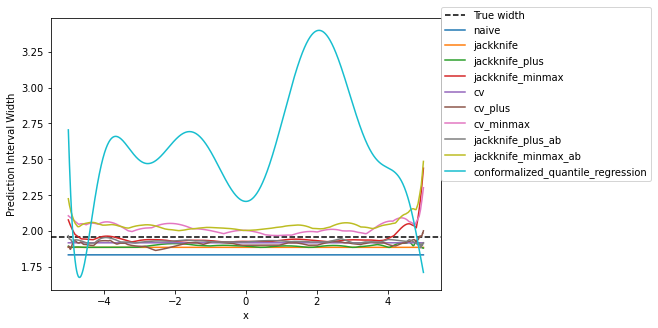 True width
naive
jackknife
jackknife_plus
jackknife_minmax
cv
cv_plus
cv_minmax
jackknife_plus_ab
jackknife_minmax_ab
conformalized_quantile_regression
Prediction Interval Width
3.25
3.00
2.75
2.50
2.25
2.00
1.75
−4
−2
0
2
4
x